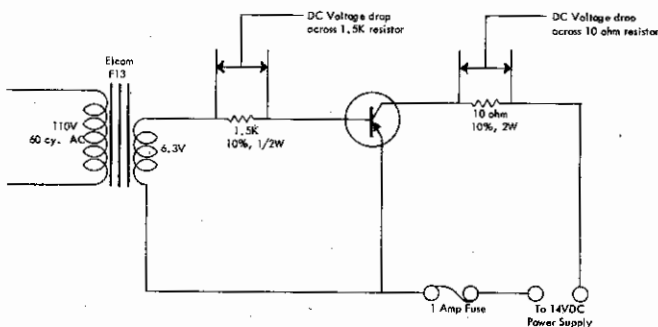 DC Voltage drop
across 1.5K resistor
DC Voltage drop
across 10 ohm resistor
Elcom
F13
110V
60 cy. AC
6.3V
1.5K
10%, 1/2W
10 ohm
10%, 2W
1 Amp Fuse
To 14VDC
Power Supply